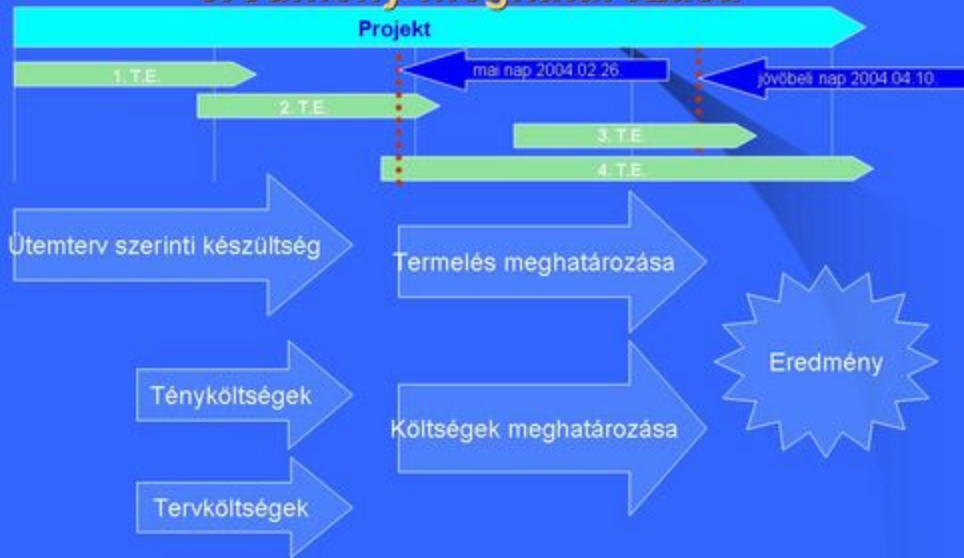 Projekt
1. T.E.
mai nap 2004.02.26.
jövőbeli nap 2004.04.10.
2. T.E.
3. T.E.
4. T.E.
Ütemterv szerinti készültség
Termelés meghatározása
Eredmény
Tényköltségek
Költségek meghatározása
Tervköltségek